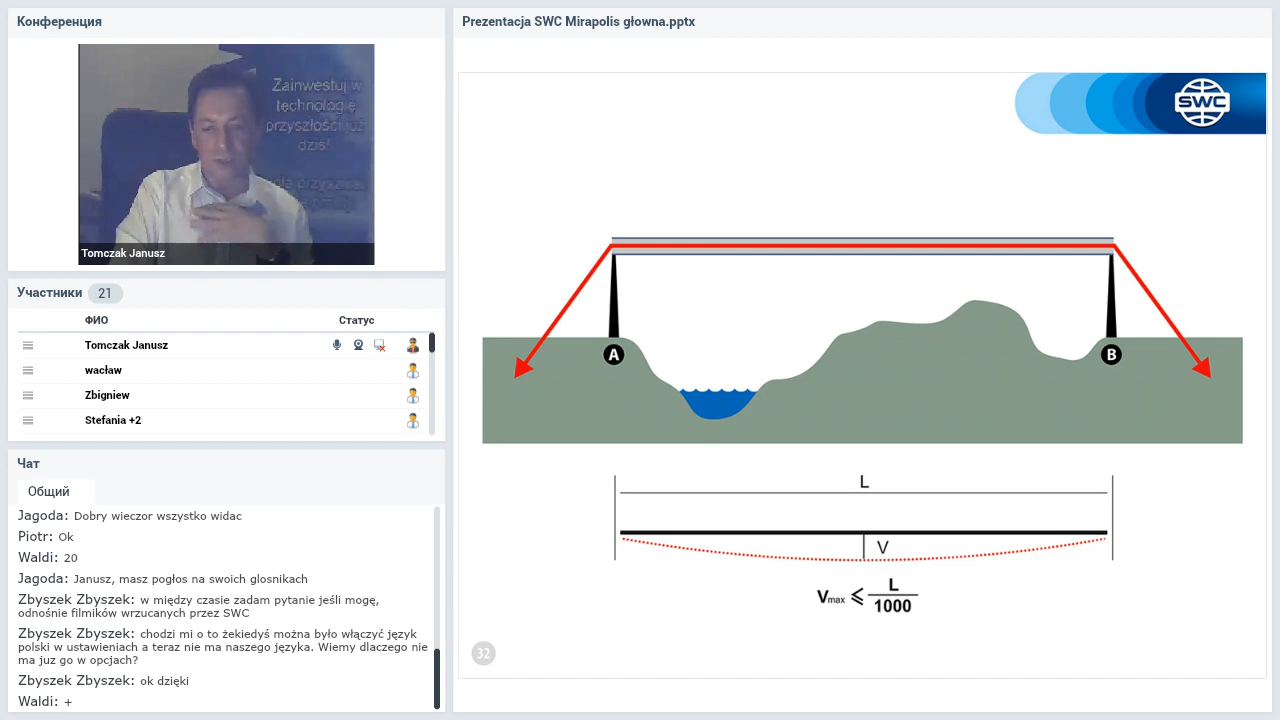 Конференция
Zainwestuj w
technologię
przyszłości już
dziś!
Tomczak Janusz
Участники 21
ФИО Статус
Tomczak Janusz
wacław
Zbigniew
Stefania +2
Чат
Общий
Jagoda: Dobry wieczor wszystko widac
Piotr: Ok
Waldi: 20
Jagoda: Janusz, masz pogłos na swoich glosnikach
Zbyszek Zbyszek: w między czasie zadam pytanie jeśli mogę,
odnośnie filmików wrzucanych przez SWC
Zbyszek Zbyszek: chodzi mi o to żekiedyś można było włączyć język
polski w ustawieniach a teraz nie ma naszego języka. Wiemy dlaczego nie
ma juz go w opcjach?
Zbyszek Zbyszek: ok dzięki
Waldi: +
Prezentacja SWC Mirapolis głowna.pptx
SWC
A
B
L
V
Vmax ⩽ L
1000
32